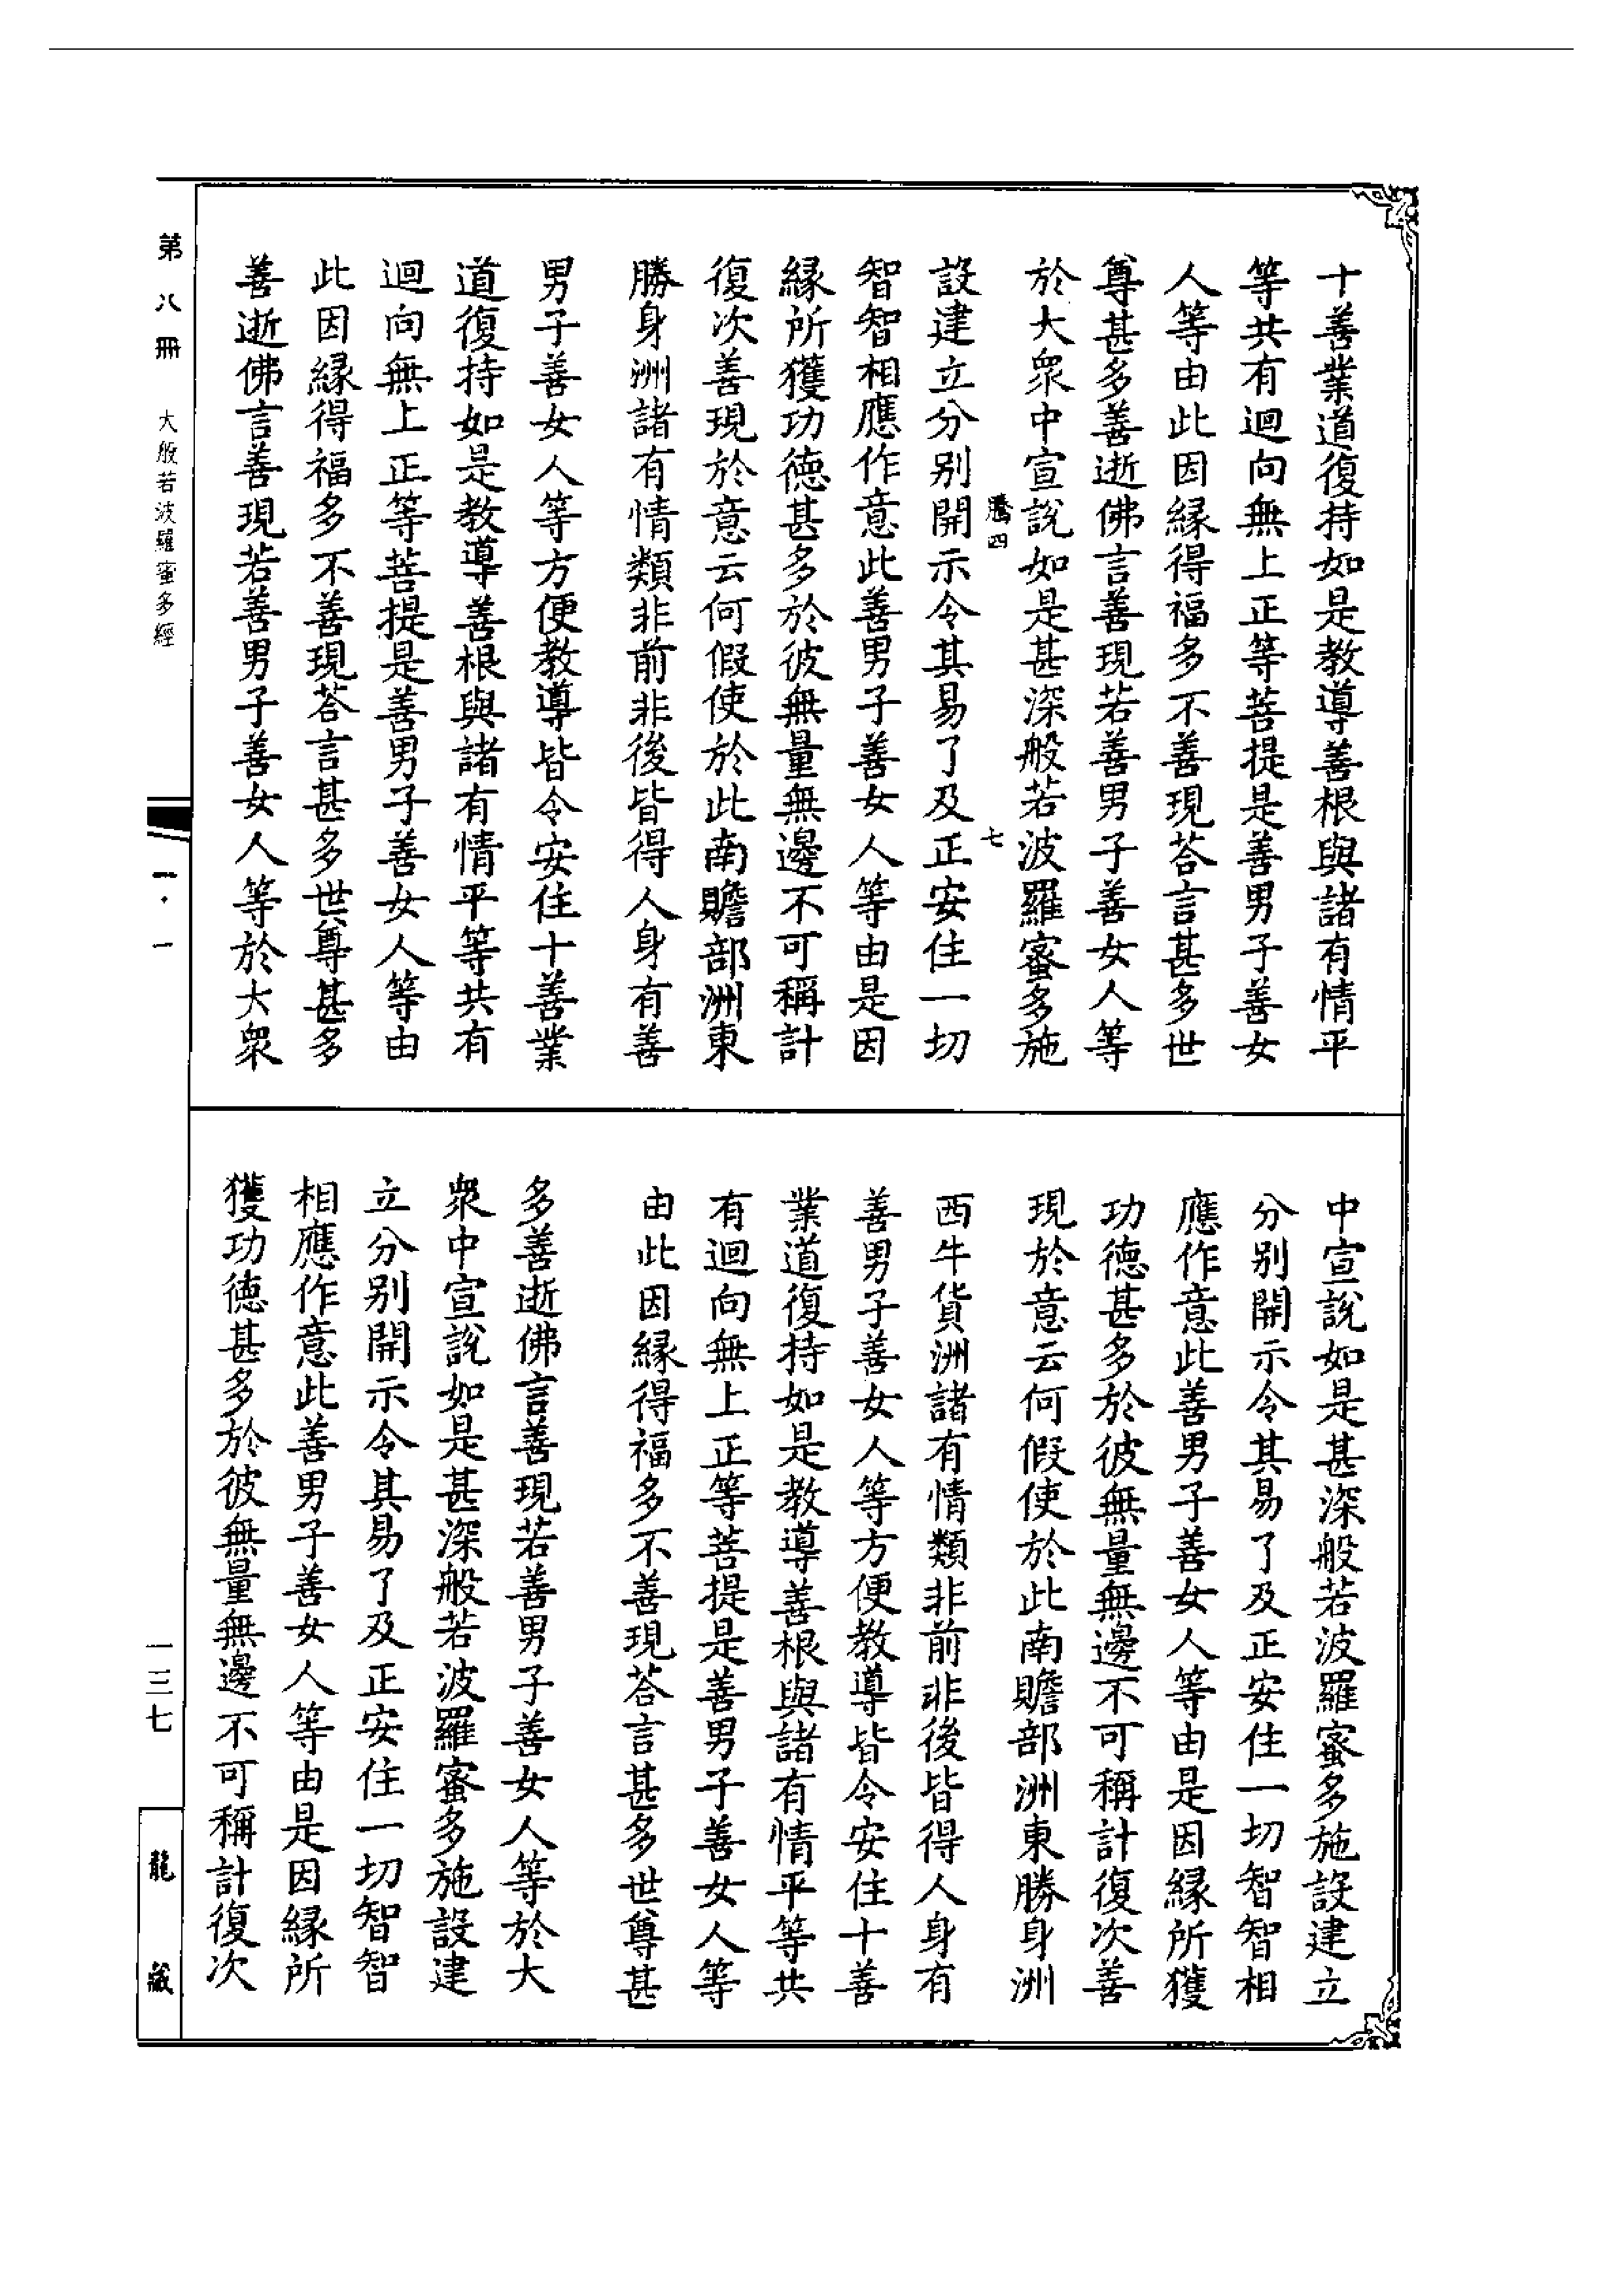 十善業道復持如是教導善根與諸有情平
等共有迴向無上正等菩提是善男子善女
人等由此因緣得福多不善現荅言甚多世
尊甚多善逝佛言善現若善男子善女人等
於大衆中宣說如是甚深般若波羅蜜多施
騰四 七
設建立分別開示令其易了及正安住一切
智智相應作意此善男子善女人等由是因
緣所獲功德甚多於彼無量無邊不可稱計
復次善現於意云何假使於此南贍部洲東
勝身洲諸有情類非前非後皆得人身有善
男子善女人等方便教導皆令安住十善業
道復持如是教導善根與諸有情平等共有
迴向無上正等菩提是善男子善女人等由
此因緣得福多不善現荅言甚多世尊甚多
善逝佛言善現若善男子善女人等於大衆
中宣說如是甚深般若波羅蜜多施設建立
分別開示令其易了及正安住一切智智相
應作意此善男子善女人等由是因緣所獲
功德甚多於彼無量無邊不可稱計復次善
現於意云何假使於此南贍部洲東勝身洲
西牛貨洲諸有情類非前非後皆得人身有
善男子善女人等方便教導皆令安住十善
業道復持如是教導善根與諸有情平等共
有迴向無上正等菩提是善男子善女人等
由此因緣得福多不善現荅言甚多世尊甚
多善逝佛言善現若善男子善女人等於大
衆中宣說如是甚深般若波羅蜜多施設建
立分別開示令其易了及正安住一切智智
相應作意此善男子善女人等由是因緣所
獲功德甚多於彼無量無邊不可稱計復次
第八冊 大般若波羅蜜多經 一·一 一三七
龍藏